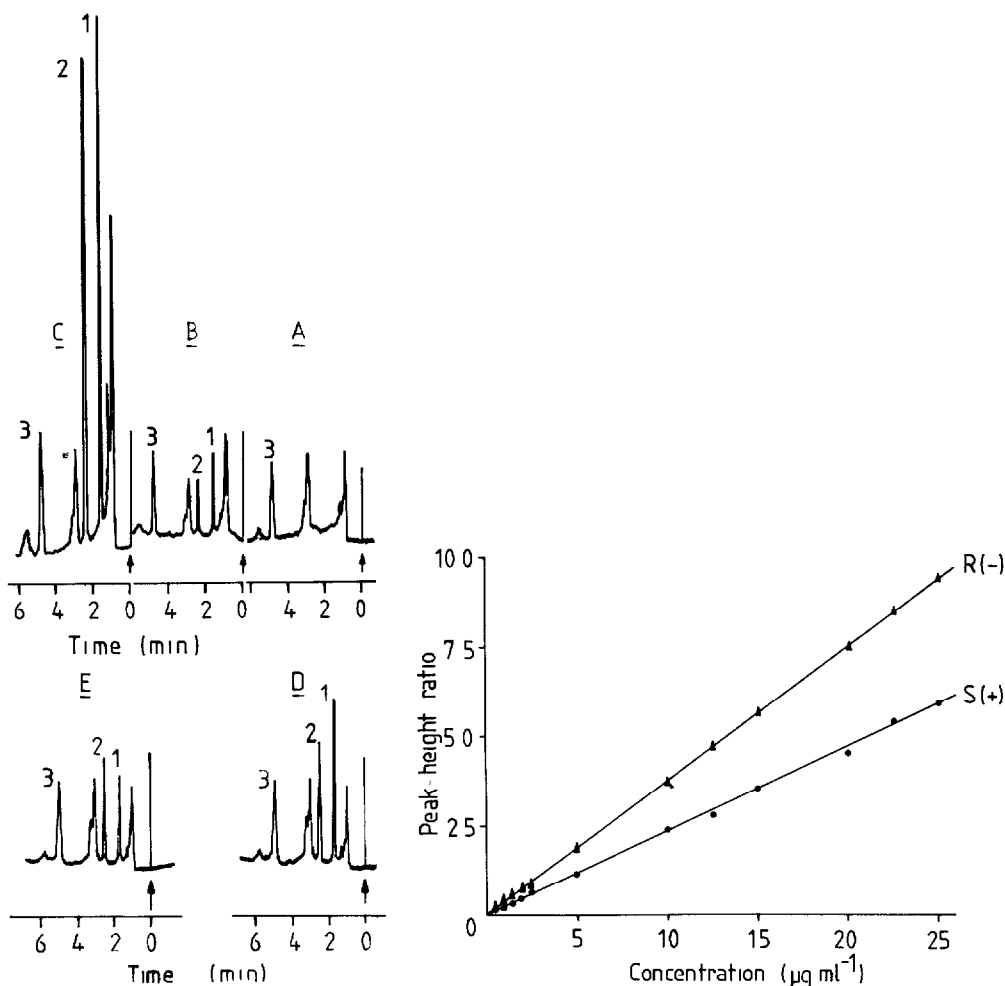 1
2
C
B
A
3
3
2
1
3
6 4 2 0
4 2 0
4 2 0
Time (min)
E
D
3
2
1
3
2
1
6 4 2 0
6 4 2 0
Time (min)
Peak-height ratio
10 0
7 5
5 0
2 5
0
R(-)
S(+)
5 10 15 20 25
Concentration (µg ml⁻¹)